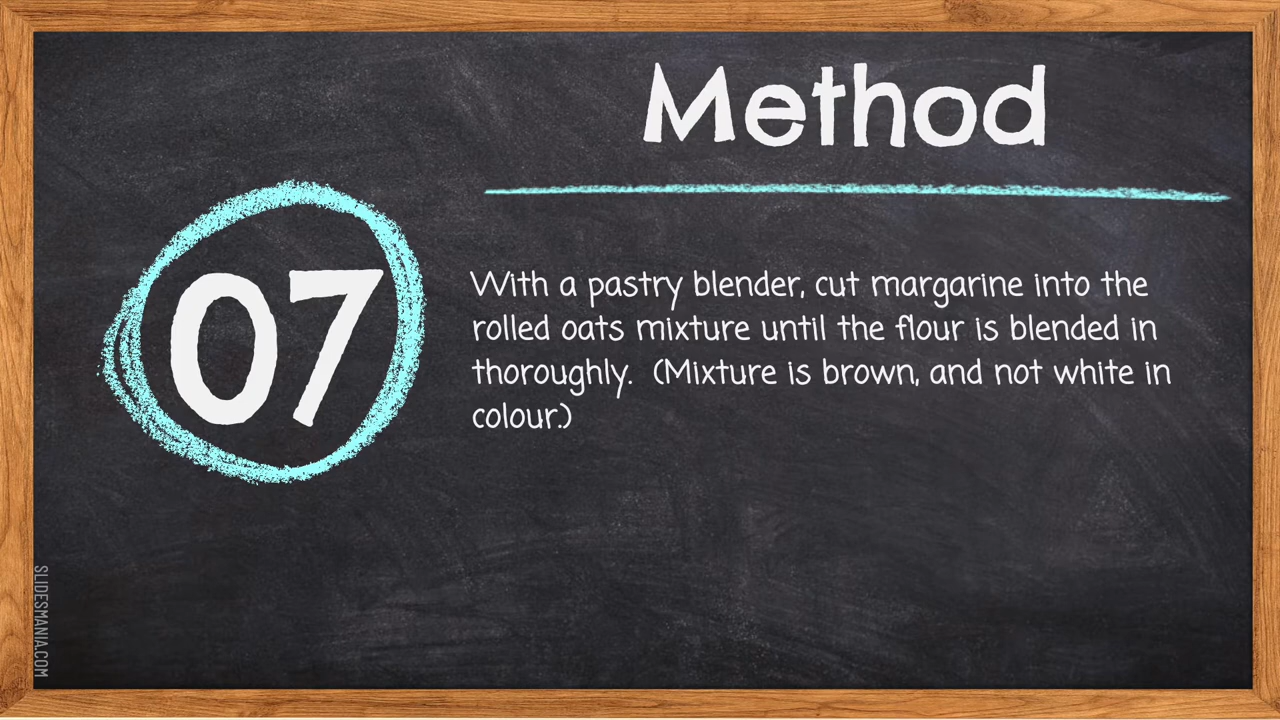 Method
07
With a pastry blender, cut margarine into the
rolled oats mixture until the flour is blended in
thoroughly.  (Mixture is brown, and not white in
colour.)
SLIDESMANIA.COM